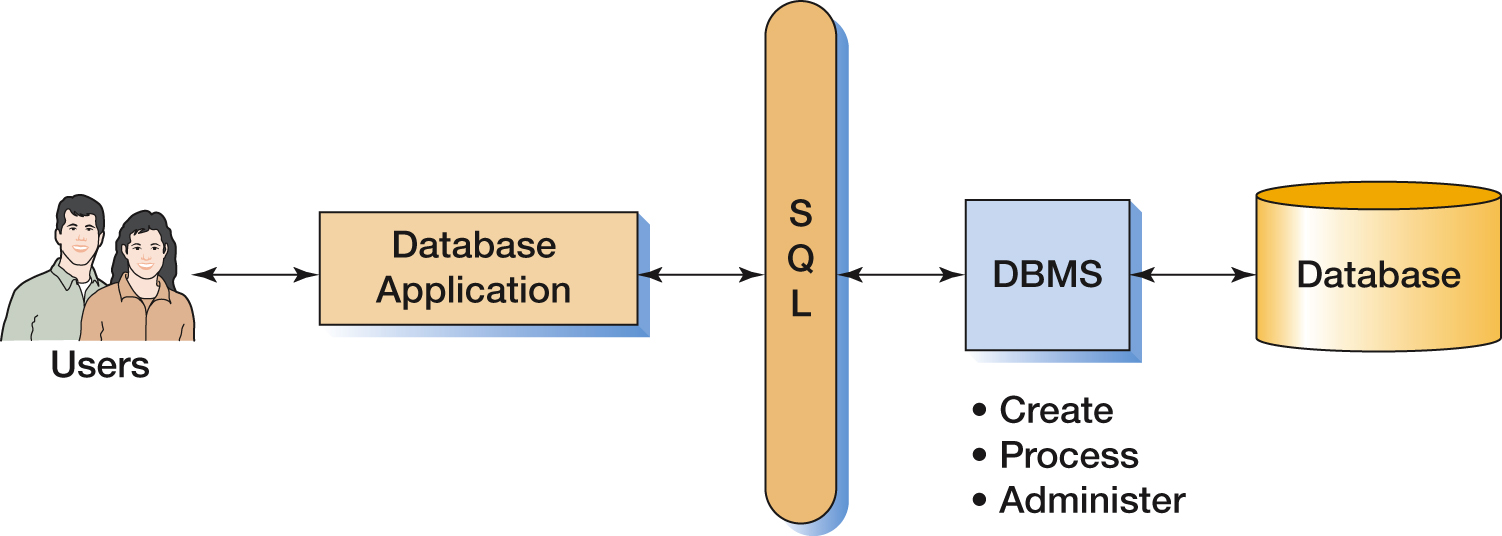 Users
Database
Application
S
Q
L
DBMS
• Create
• Process
• Administer
Database